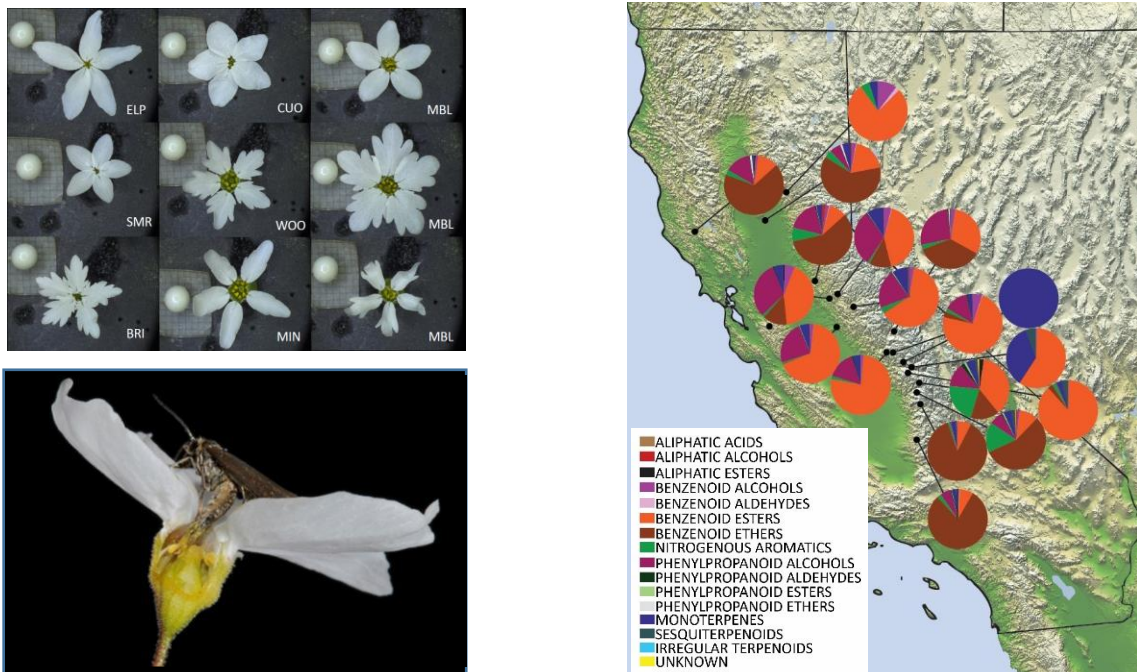 ELP
CUO
MBL
SMR
WOO
MBL
BRI
MIN
MBL
ALIPHATIC ACIDS
ALIPHATIC ALCOHOLS
ALIPHATIC ESTERS
BENZENOID ALCOHOLS
BENZENOID ALDEHYDES
BENZENOID ESTERS
BENZENOID ETHERS
NITROGENOUS AROMATICS
PHENYLPROPANOID ALCOHOLS
PHENYLPROPANOID ALDEHYDES
PHENYLPROPANOID ESTERS
PHENYLPROPANOID ETHERS
MONOTERPENES
SESQUITERPENOIDS
IRREGULAR TERPENOIDS
UNKNOWN